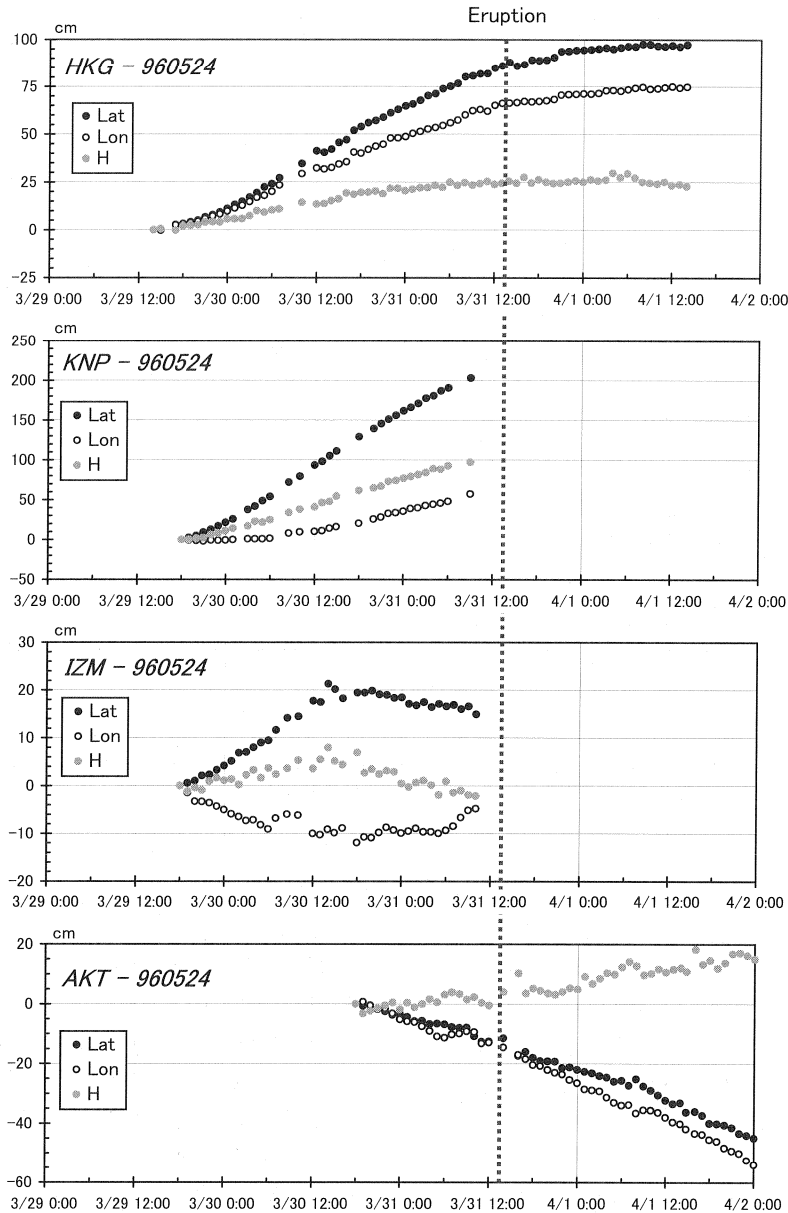 Eruption
cm
HKG - 960524
100
75
50
25
0
-25
Lat
Lon
H
3/29 0:00 3/29 12:00 3/30 0:00 3/30 12:00 3/31 0:00 3/31 12:00 4/1 0:00 4/1 12:00 4/2 0:00
cm
KNP - 960524
250
200
150
100
50
0
-50
Lat
Lon
H
3/29 0:00 3/29 12:00 3/30 0:00 3/30 12:00 3/31 0:00 3/31 12:00 4/1 0:00 4/1 12:00 4/2 0:00
cm
IZM - 960524
30
20
10
0
-10
-20
Lat
Lon
H
3/29 0:00 3/29 12:00 3/30 0:00 3/30 12:00 3/31 0:00 3/31 12:00 4/1 0:00 4/1 12:00 4/2 0:00
cm
AKT - 960524
20
0
-20
-40
-60
Lat
Lon
H
3/29 0:00 3/29 12:00 3/30 0:00 3/30 12:00 3/31 0:00 3/31 12:00 4/1 0:00 4/1 12:00 4/2 0:00